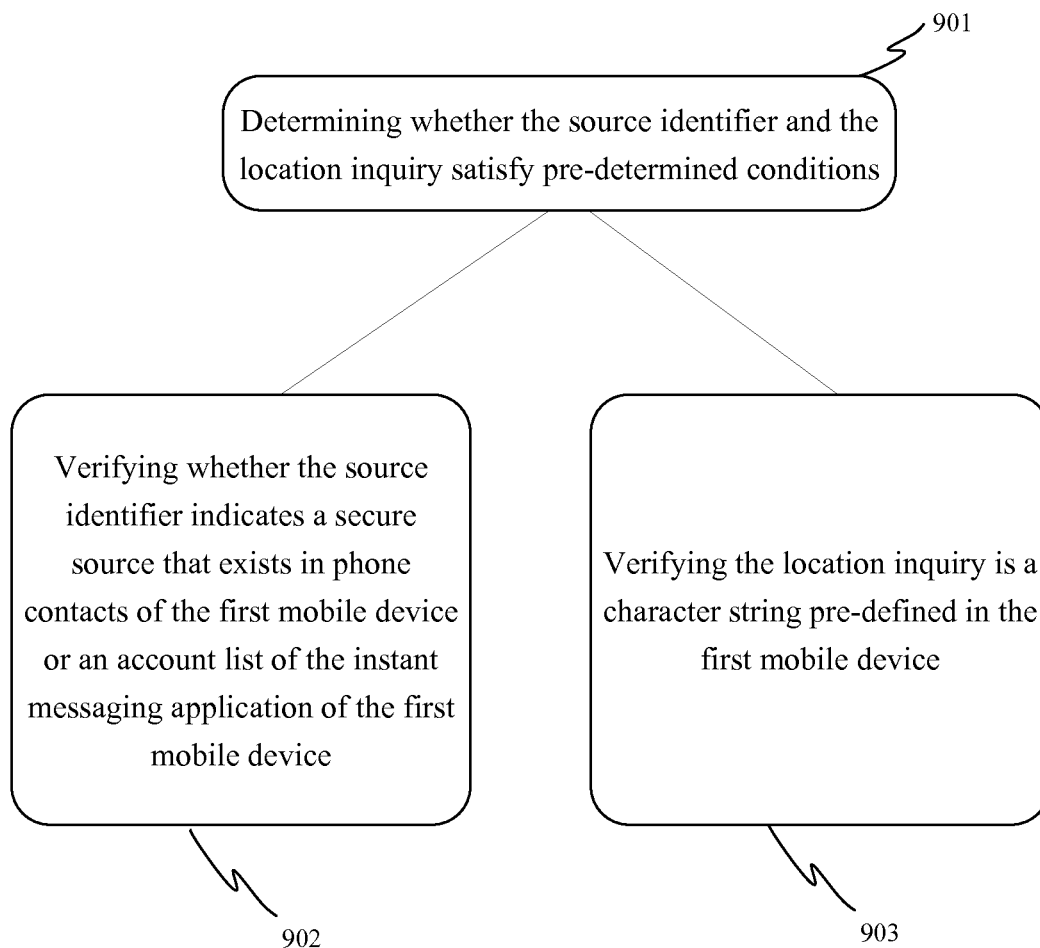 901
Determining whether the source identifier and the
location inquiry satisfy pre-determined conditions
Verifying whether the source
identifier indicates a secure
source that exists in phone
contacts of the first mobile device
or an account list of the instant
messaging application of the first
mobile device
902
Verifying the location inquiry is a
character string pre-defined in the
first mobile device
903